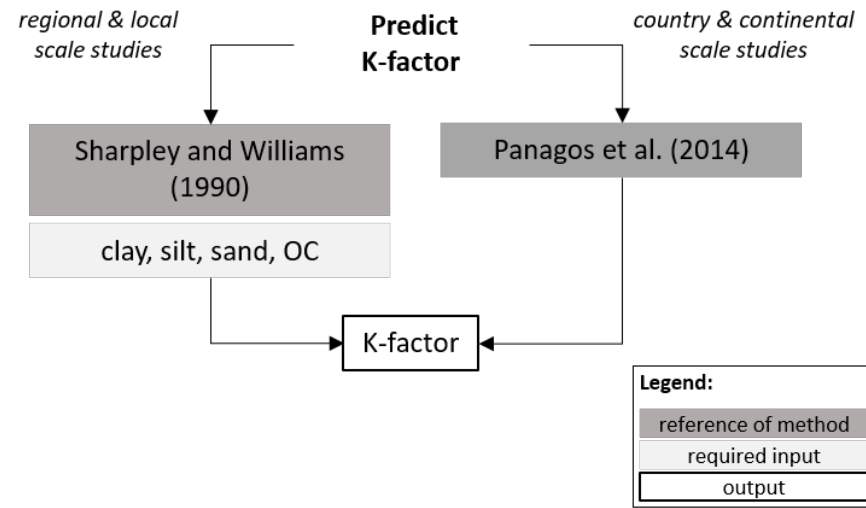 regional & local
scale studies
Predict
K-factor
country & continental
scale studies
Sharpley and Williams
(1990)
clay, silt, sand, OC
Panagos et al. (2014)
K-factor
Legend:
reference of method
required input
output